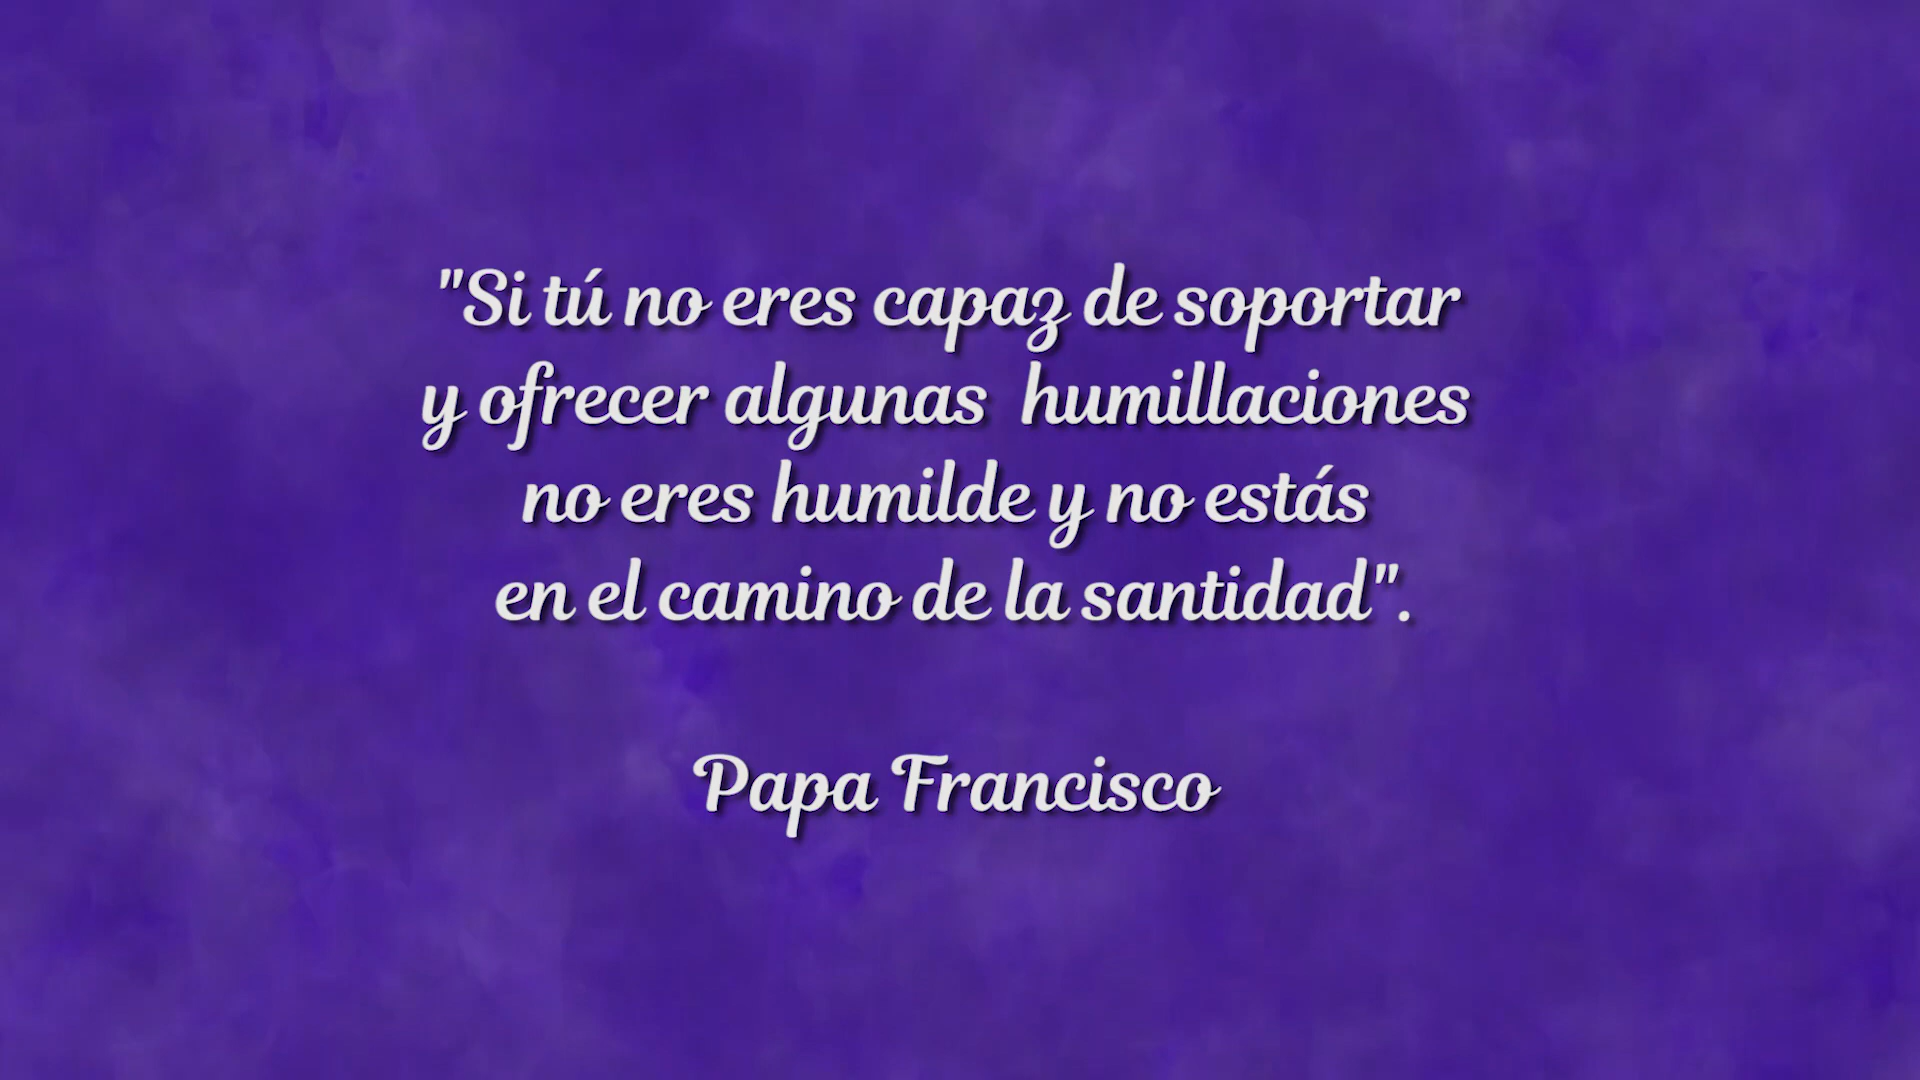 "Si tú no eres capaz de soportar
y ofrecer algunas  humillaciones
no eres humilde y no estás
en el camino de la santidad".
Papa Francisco